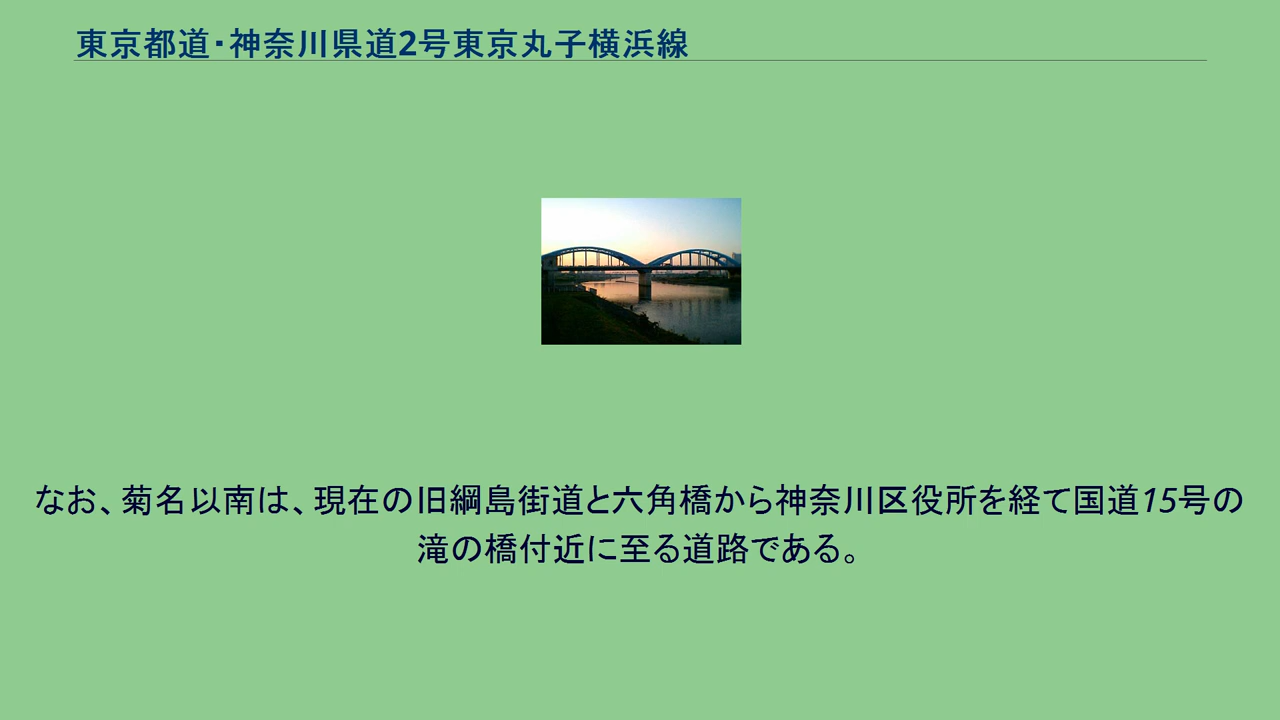 東京都道・神奈川県道2号東京丸子横浜線
なお、菊名以南は、現在の旧綱島街道と六角橋から神奈川区役所を経て国道15号の
滝の橋付近に至る道路である。